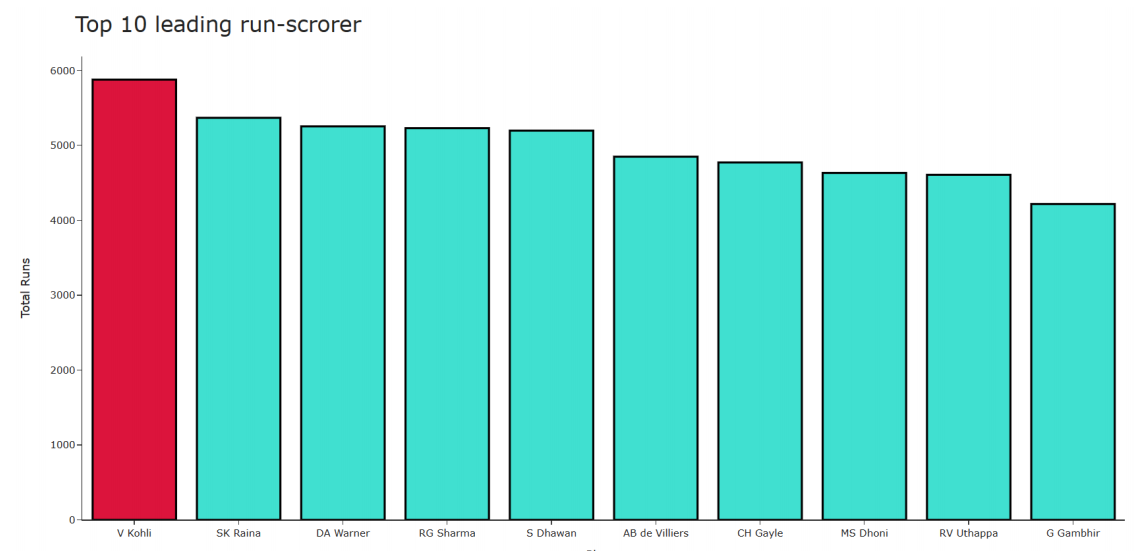 Top 10 leading run-scrorer
6000
5000
4000
3000
2000
1000
0
Total Runs
V Kohli SK Raina DA Warner RG Sharma S Dhawan AB de Villiers CH Gayle MS Dhoni RV Uthappa G Gambhir